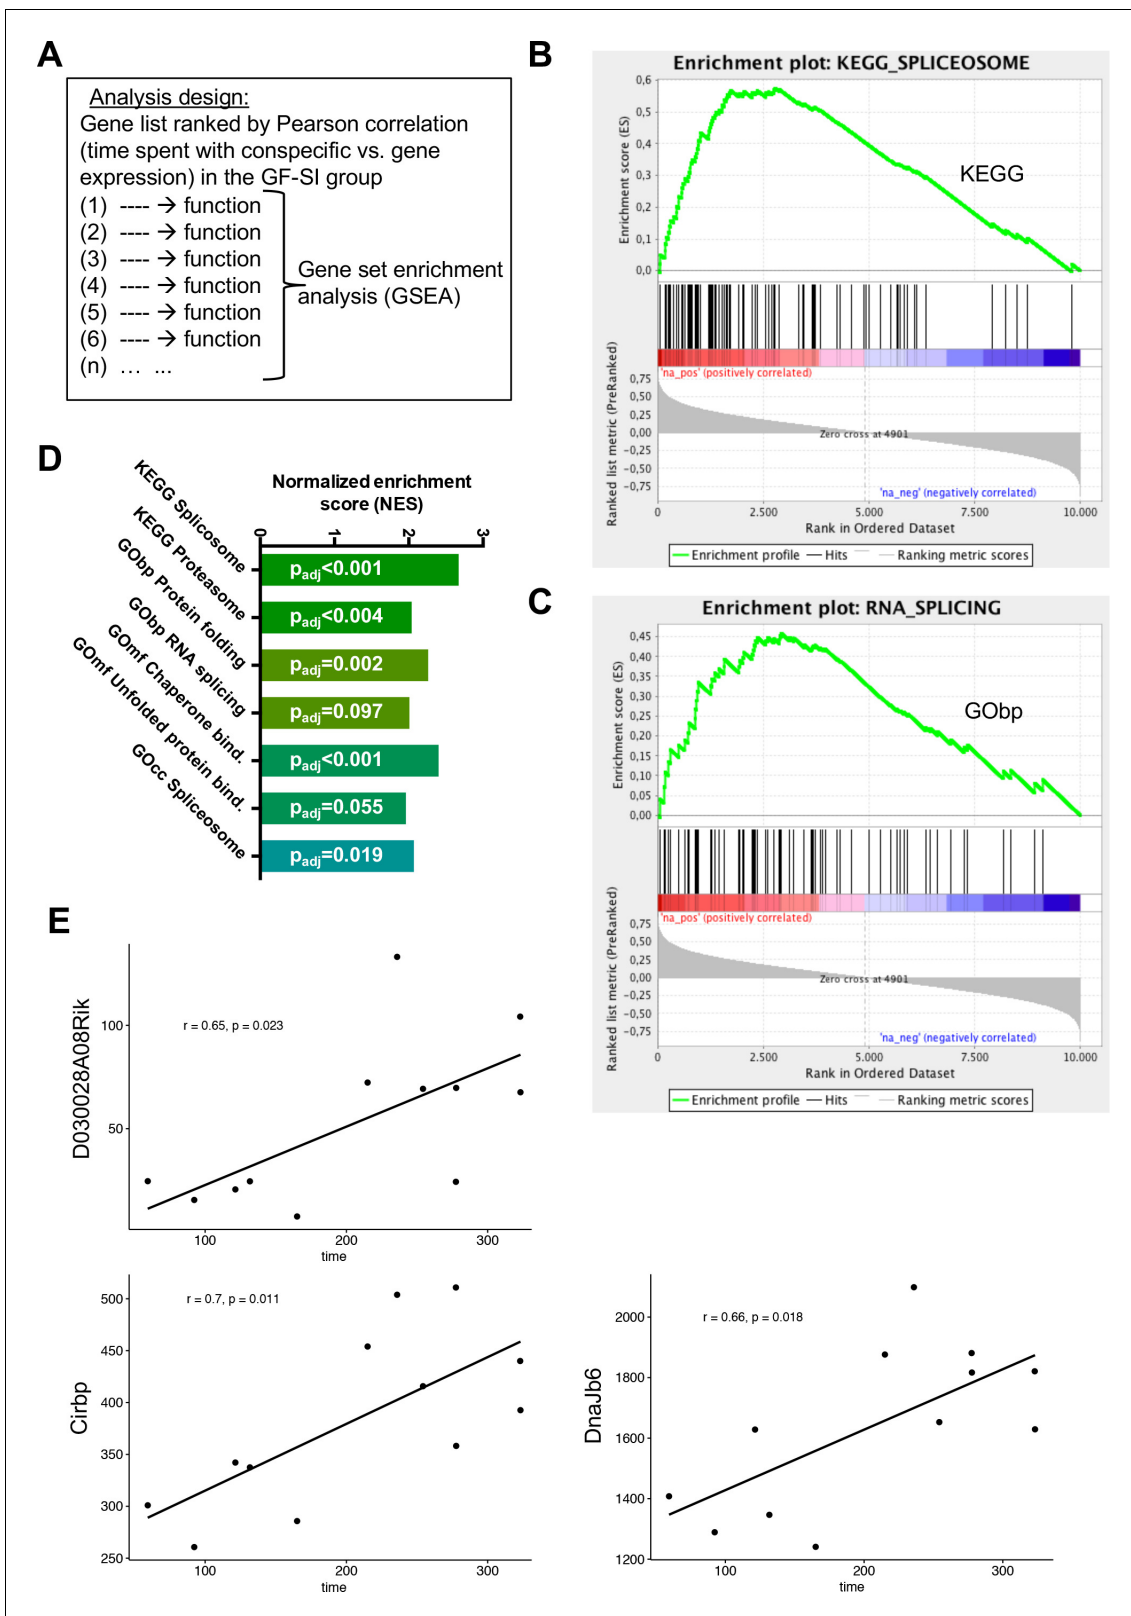 A
Analysis design:
Gene list ranked by Pearson correlation
(time spent with conspecific vs. gene
expression) in the GF-SI group
(1) ---- → function
(2) ---- → function
(3) ---- → function
(4) ---- → function
(5) ---- → function
(6) ---- → function
(n) ... ...
Gene set enrichment
analysis (GSEA)
B
Enrichment plot: KEGG_SPLICEOSOME
Enrichment score (ES)
0,6
0,5
0,4
0,3
0,2
0,1
0,0
KEGG
'na_pos' (positively correlated)
Ranked list metric (PreRanked)
0,75
0,50
0,25
0,00
−0,25
−0,50
−0,75
Zero cross at 4901
'na_neg' (negatively correlated)
0 2.500 5.000 7.500 10.000
Rank in Ordered Dataset
Enrichment profile Hits Ranking metric scores
C
Enrichment plot: RNA_SPLICING
Enrichment score (ES)
0,45
0,40
0,35
0,30
0,25
0,20
0,15
0,10
0,05
0,00
GObp
'na_pos' (positively correlated)
Ranked list metric (PreRanked)
0,75
0,50
0,25
0,00
−0,25
−0,50
−0,75
Zero cross at 4901
'na_neg' (negatively correlated)
0 2.500 5.000 7.500 10.000
Rank in Ordered Dataset
Enrichment profile Hits Ranking metric scores
D
Normalized enrichment
score (NES)
0 1 2 3
KEGG Splicosome
padj<0.001
KEGG Proteasome
padj<0.004
GObp Protein folding
padj=0.002
GObp RNA splicing
padj=0.097
GOmf Chaperone bind.
padj<0.001
GOmf Unfolded protein bind.
padj=0.055
GOcc Spliceosome
padj=0.019
E
D030028A08Rik
100
50
r = 0.65, p = 0.023
100 200 300
time
Cirbp
500
450
400
350
300
250
r = 0.7, p = 0.011
100 200 300
time
DnaJb6
2000
1800
1600
1400
1200
r = 0.66, p = 0.018
100 200 300
time